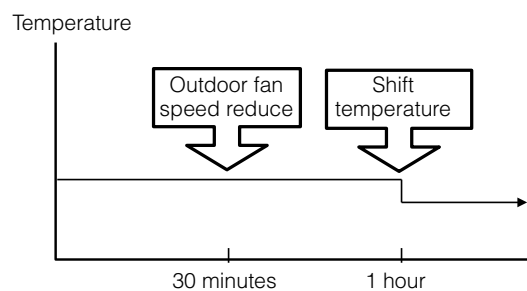 Temperature
Outdoor fan
speed reduce
Shift
temperature
30 minutes
1 hour